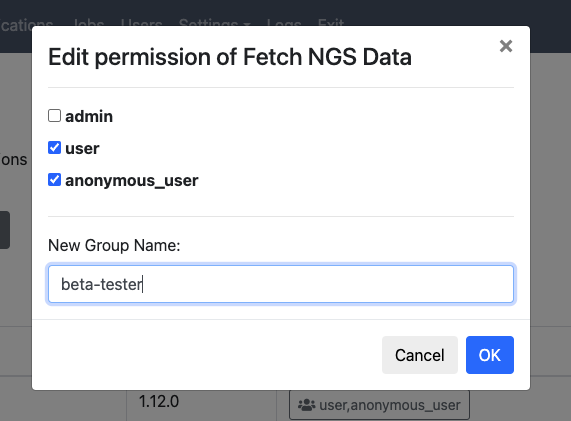 cations Jobs Users Settings Logs Exit
Edit permission of Fetch NGS Data ×
admin
user
anonymous_user
ons
New Group Name:
beta-tester
Cancel OK
1.12.0 user,anonymous_user